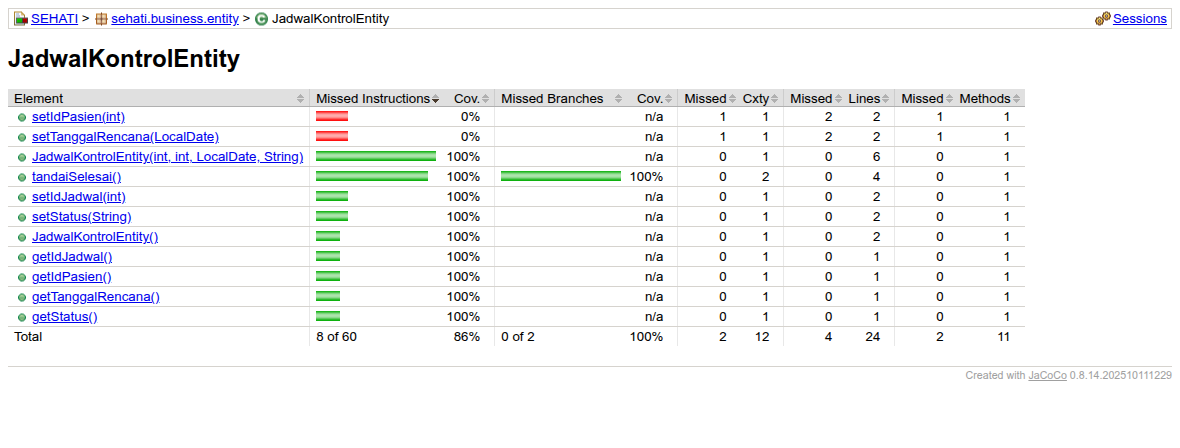 SEHATI > sehati.business.entity > JadwalKontrolEntity Sessions
JadwalKontrolEntity
Element Missed Instructions Cov. Missed Branches Cov. Missed Cxty Missed Lines Missed Methods
setIdPasien(int) 0% n/a 1 1 2 2 1 1
setTanggalRencana(LocalDate) 0% n/a 1 1 2 2 1 1
JadwalKontrolEntity(int, int, LocalDate, String) 100% n/a 0 1 0 6 0 1
tandaiSelesai() 100% 100% 0 2 0 4 0 1
setIdJadwal(int) 100% n/a 0 1 0 2 0 1
setStatus(String) 100% n/a 0 1 0 2 0 1
JadwalKontrolEntity() 100% n/a 0 1 0 2 0 1
getIdJadwal() 100% n/a 0 1 0 1 0 1
getIdPasien() 100% n/a 0 1 0 1 0 1
getTanggalRencana() 100% n/a 0 1 0 1 0 1
getStatus() 100% n/a 0 1 0 1 0 1
Total 8 of 60 86% 0 of 2 100% 2 12 4 24 2 11
Created with JaCoCo 0.8.14.202510111229